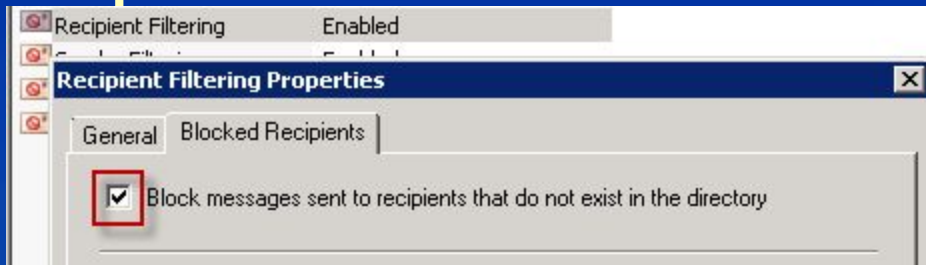 Recipient Filtering Enabled
Recipient Filtering Properties
General Blocked Recipients
Block messages sent to recipients that do not exist in the directory